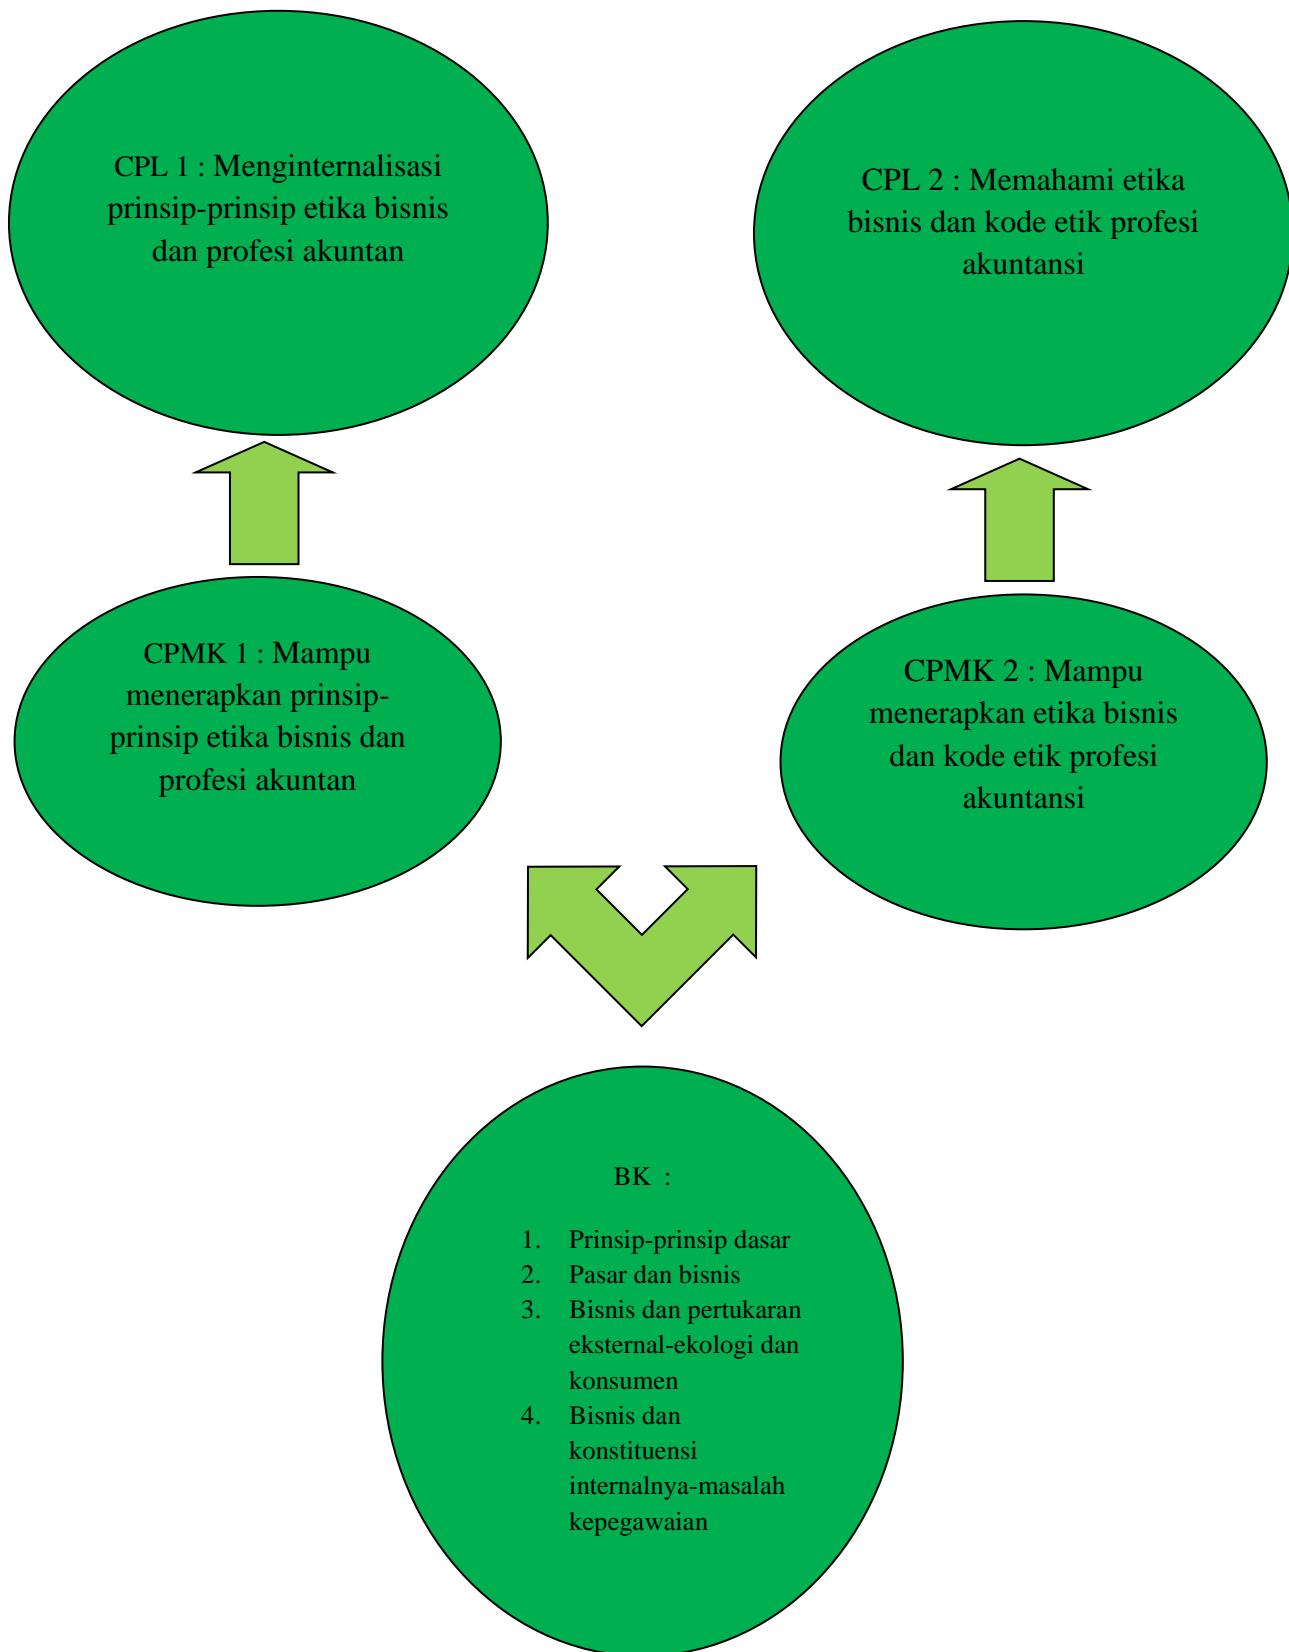 CPL 1 : Menginternalisasi
prinsip-prinsip etika bisnis
dan profesi akuntan
CPL 2 : Memahami etika
bisnis dan kode etik profesi
akuntansi
CPMK 1 : Mampu
menerapkan prinsip-
prinsip etika bisnis dan
profesi akuntan
CPMK 2 : Mampu
menerapkan etika bisnis
dan kode etik profesi
akuntansi
BK :
1. Prinsip-prinsip dasar
2. Pasar dan bisnis
3. Bisnis dan pertukaran
eksternal-ekologi dan
konsumen
4. Bisnis dan
konstituensi
internalnya-masalah
kepegawaian